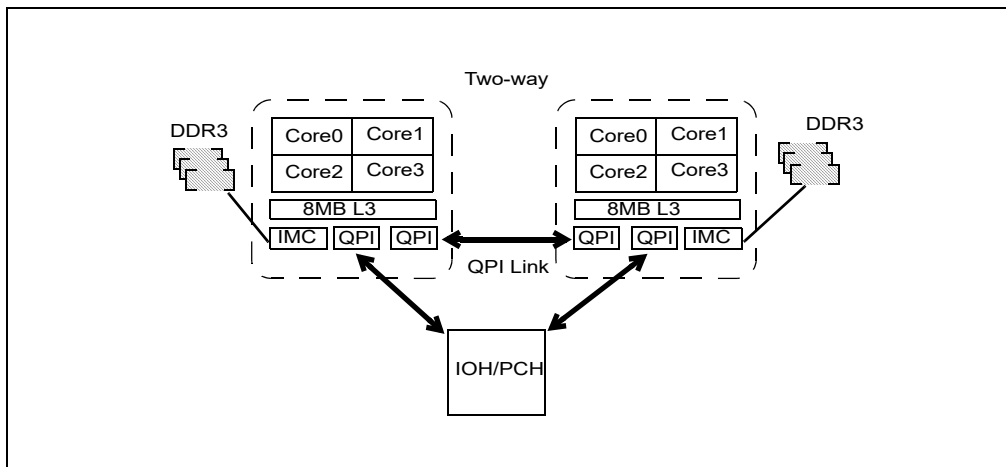 Two-way
DDR3
Core0 Core1
Core2 Core3
8MB L3
IMC QPI QPI
Core0 Core1
Core2 Core3
8MB L3
QPI QPI IMC
DDR3
QPI Link
IOH/PCH